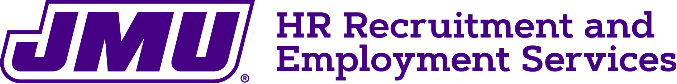 JMU®
HR Recruitment and
Employment Services